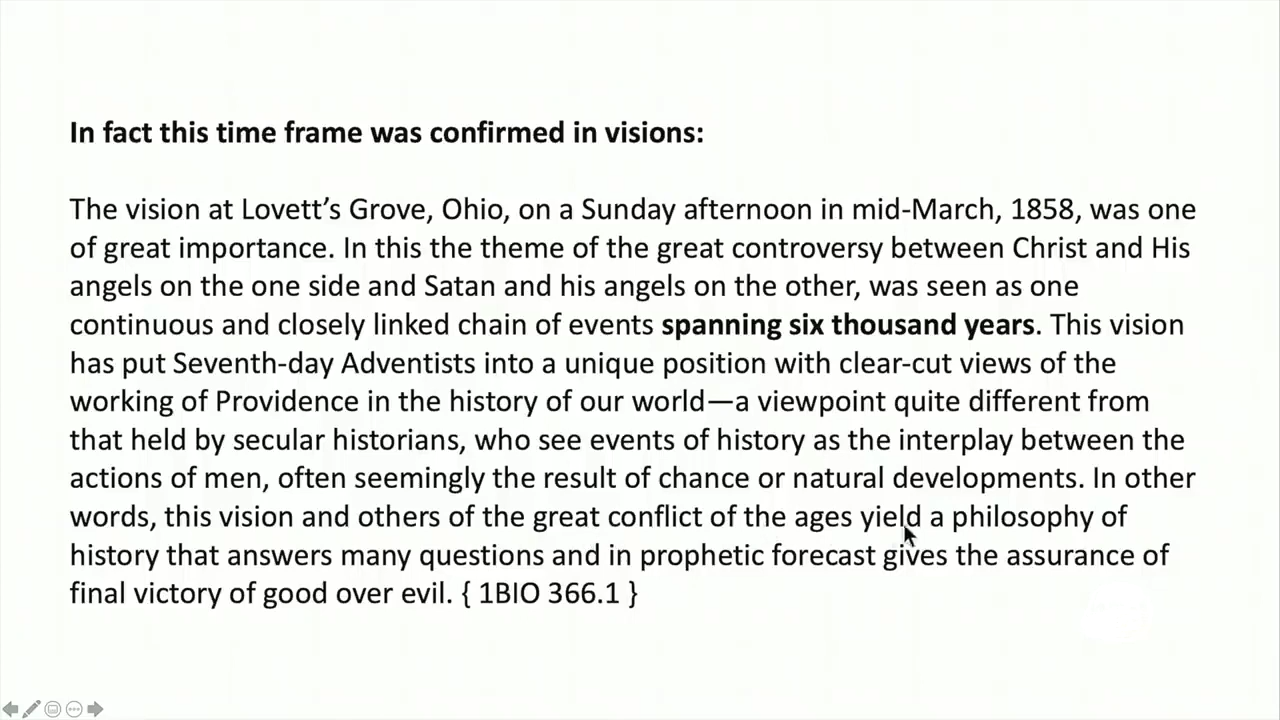 In fact this time frame was confirmed in visions:
The vision at Lovett’s Grove, Ohio, on a Sunday afternoon in mid-March, 1858, was one
of great importance. In this the theme of the great controversy between Christ and His
angels on the one side and Satan and his angels on the other, was seen as one
continuous and closely linked chain of events spanning six thousand years. This vision
has put Seventh-day Adventists into a unique position with clear-cut views of the
working of Providence in the history of our world—a viewpoint quite different from
that held by secular historians, who see events of history as the interplay between the
actions of men, often seemingly the result of chance or natural developments. In other
words, this vision and others of the great conflict of the ages yield a philosophy of
history that answers many questions and in prophetic forecast gives the assurance of
final victory of good over evil. { 1BIO 366.1 }